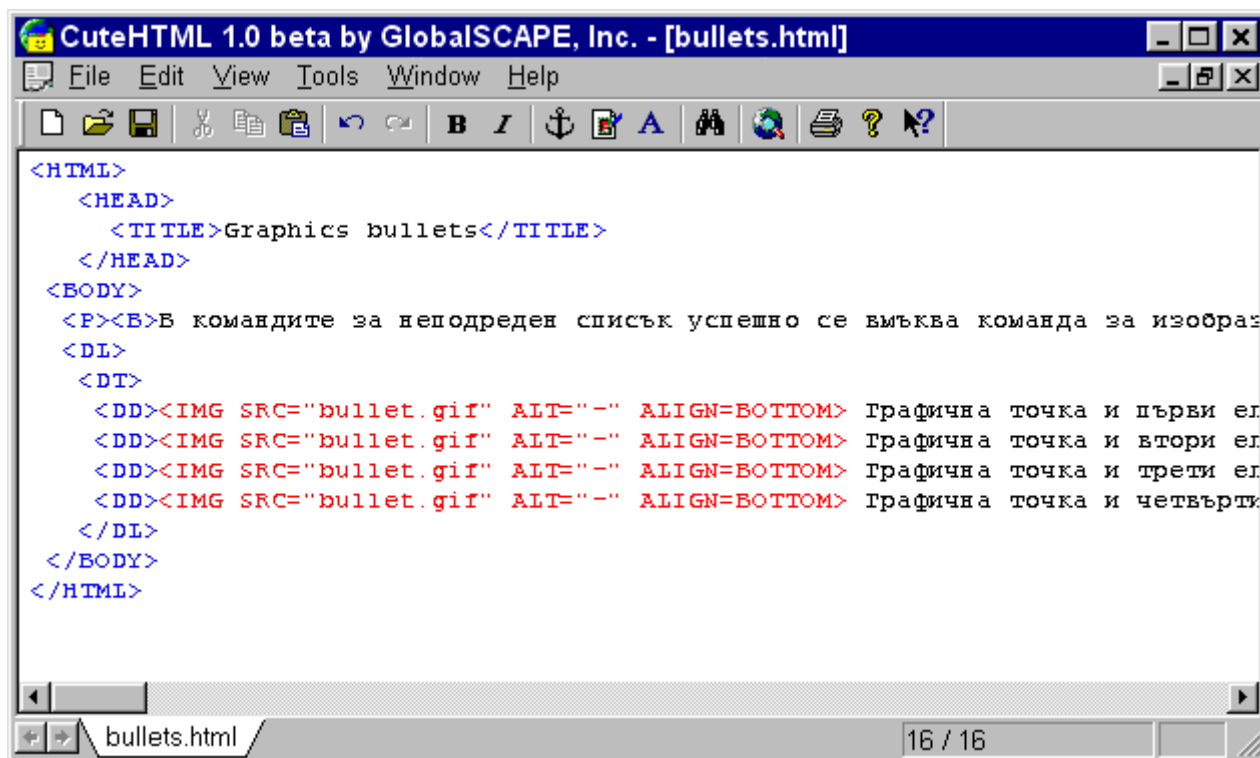 CuteHTML 1.0 beta by GlobalSCAPE, Inc. - [bullets.html]
File Edit View Tools Window Help
<HTML>
<HEAD>
<TITLE>Graphics bullets</TITLE>
</HEAD>
<BODY>
<P><B>В командите за неподреден списък успешно се вмъква команда за изобраз
<DL>
<DT>
<DD><IMG SRC="bullet.gif" ALT="-" ALIGN=BOTTOM> Графична точка и първи ел
<DD><IMG SRC="bullet.gif" ALT="-" ALIGN=BOTTOM> Графична точка и втори ел
<DD><IMG SRC="bullet.gif" ALT="-" ALIGN=BOTTOM> Графична точка и трети ел
<DD><IMG SRC="bullet.gif" ALT="-" ALIGN=BOTTOM> Графична точка и четвърти
</DL>
</BODY>
</HTML>
bullets.html 16 / 16